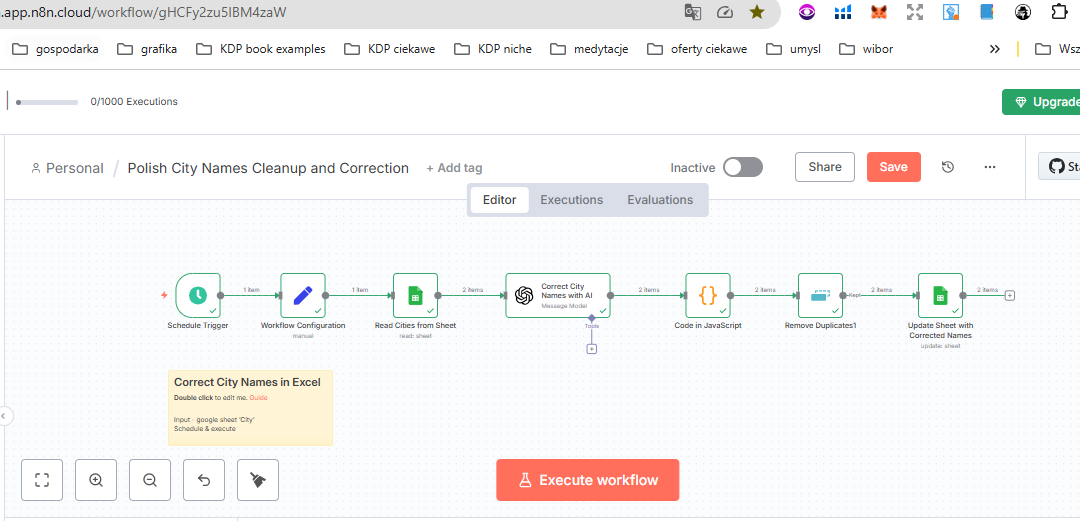 .app.n8n.cloud/workflow/gHCFy2zu5IBM4zaW
gospodarka grafika KDP book examples KDP ciekawe KDP niche medytacje oferty ciekawe umysl wibor » Wsz
0/1000 Executions
Upgrade
Personal / Polish City Names Cleanup and Correction + Add tag Inactive Share Save ... Sta
Editor Executions Evaluations
1 item 1 item 2 items 2 items 2 items Kept 2 items 2 items
Correct City
Names with AI
Message Model
Tools
Schedule Trigger
Workflow Configuration
manual
Read Cities from Sheet
read: sheet
Code in JavaScript
Remove Duplicates1
Update Sheet with
Corrected Names
update: sheet
Correct City Names in Excel
Double click to edit me. Guide
Input - google sheet 'City'
Schedule & execute
Execute workflow